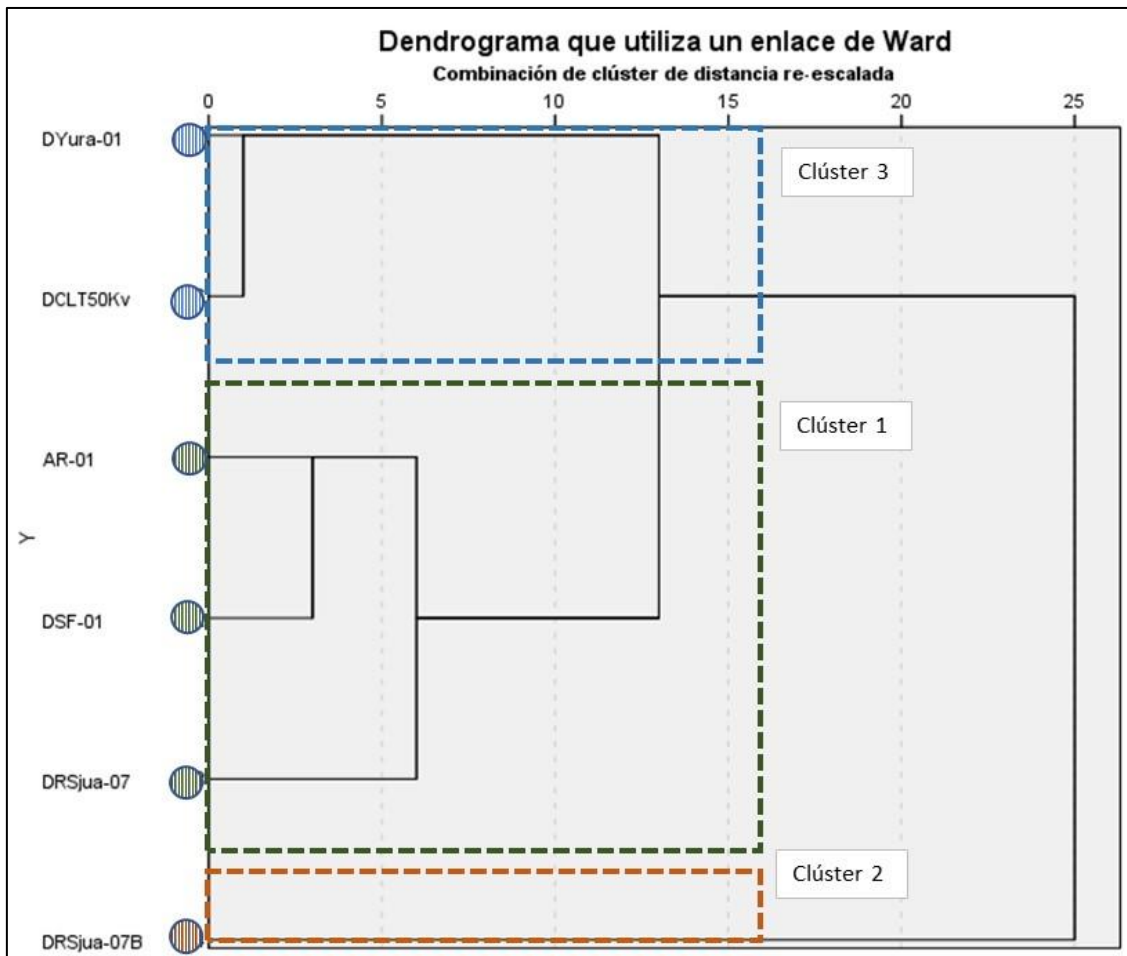 Dendrograma que utiliza un enlace de Ward
Combinación de clúster de distancia re-escalada
0 5 10 15 20 25
DYura-01
Clúster 3
DCLT50Kv
Clúster 1
AR-01
Y
DSF-01
DRSjua-07
Clúster 2
DRSjua-07B